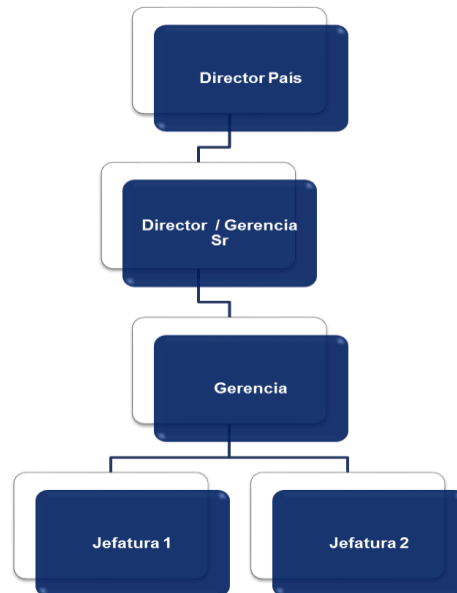 Director País
Director / Gerencia
Sr
Gerencia
Jefatura 1
Jefatura 2